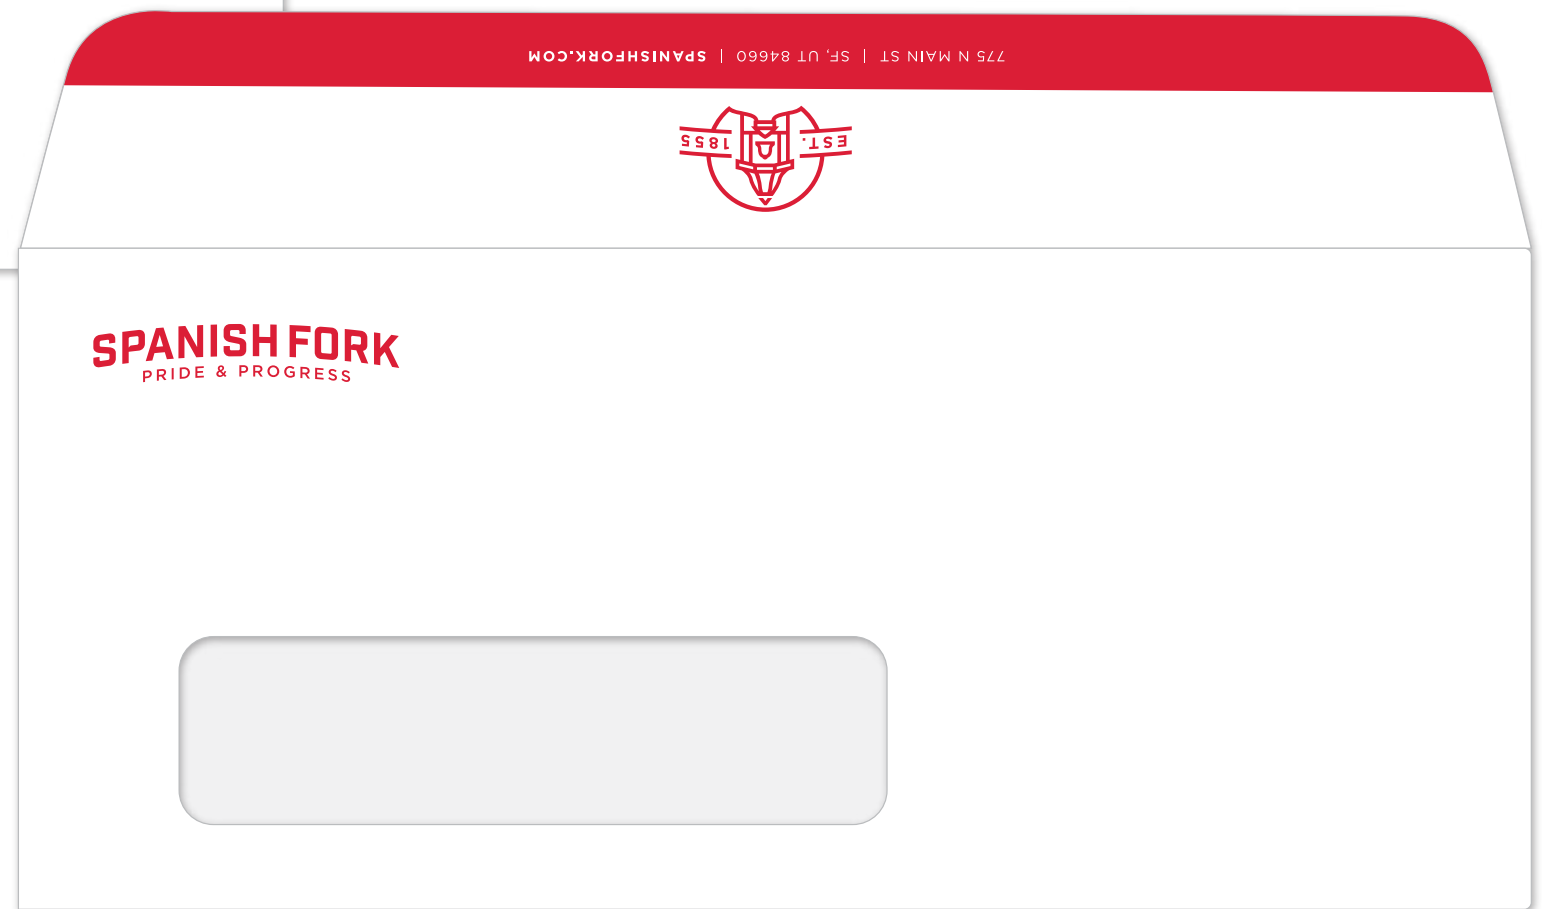 775 N MAIN ST | SF, UT 84660 | SPANISHFORK.COM
EST. 1855
SPANISH FORK
PRIDE & PROGRESS